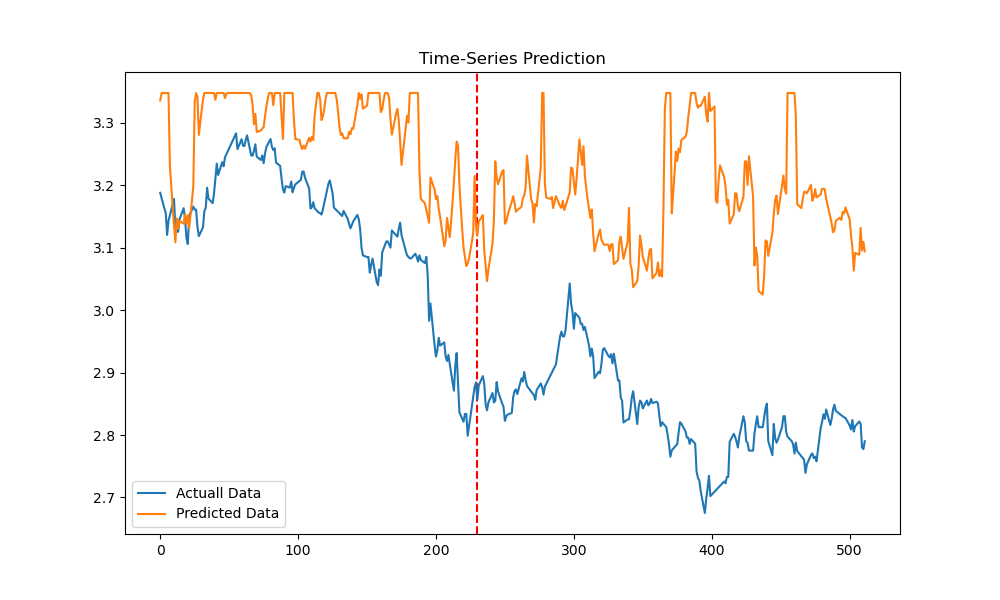 Time-Series Prediction
3.3
3.2
3.1
3.0
2.9
2.8
2.7
Actuall Data
Predicted Data
0 100 200 300 400 500